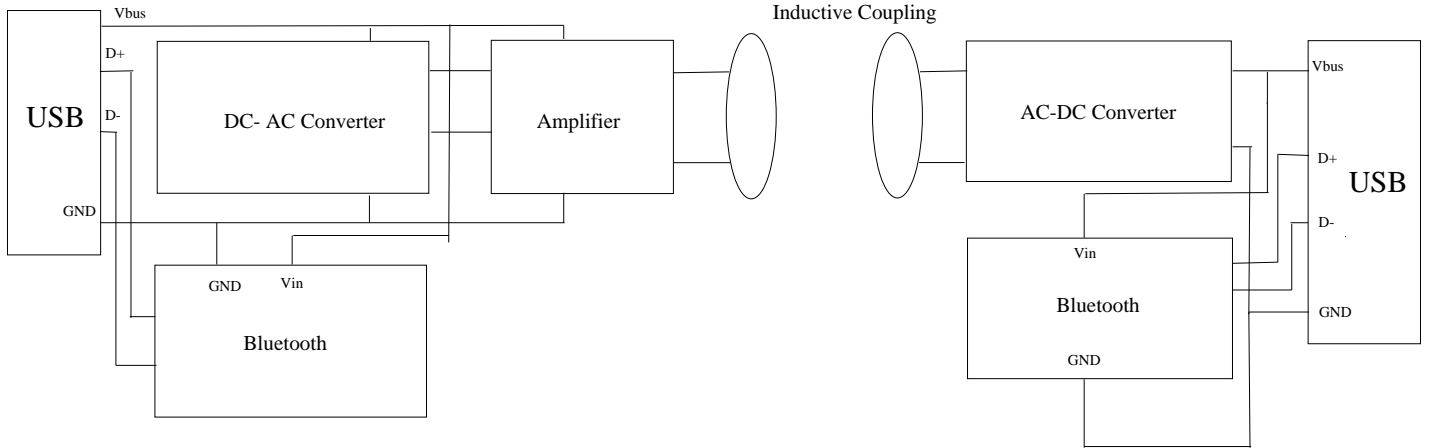 Inductive Coupling
Vbus
D+
USB
D-
DC- AC Converter
Amplifier
GND
GND
Vin
Bluetooth
AC-DC Converter
Vbus
D+
USB
D-
Vin
Bluetooth
GND
GND